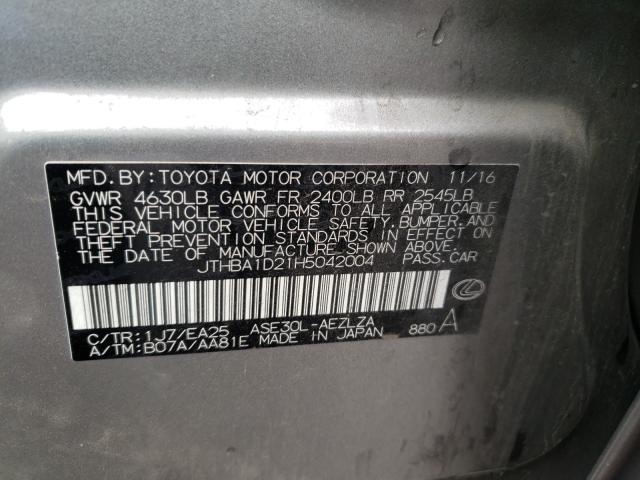 MFD. BY: TOYOTA MOTOR CORPORATION 11/16
GVWR 4630LB GAWR FR 2400LB RR 2545LB
THIS VEHICLE CONFORMS TO ALL APPLICABLE
FEDERAL MOTOR VEHICLE SAFETY, BUMPER, AND
THEFT PREVENTION STANDARDS IN EFFECT ON
THE DATE OF MANUFACTURE SHOWN ABOVE.
JTHBA1D21H5042004 PASS. CAR
C/TR: 1J7/EA25 ASE30L-AEZLZA 880 A
A/TM: B07A/AA81E MADE IN JAPAN